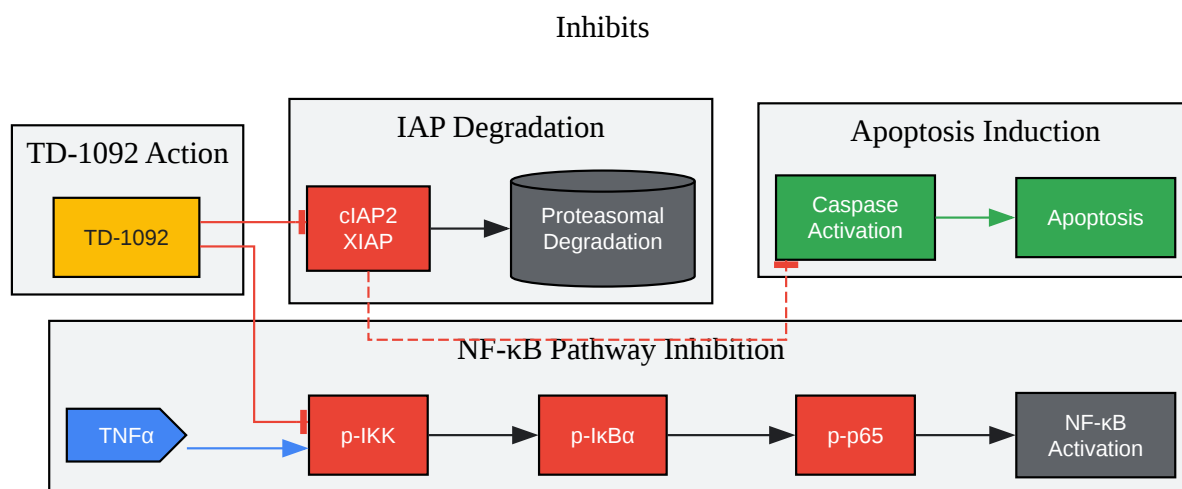 Inhibits
TD-1092 Action
TD-1092
IAP Degradation
cIAP2
XIAP
Proteasomal
Degradation
Apoptosis Induction
Caspase
Activation
Apoptosis
NF-κB Pathway Inhibition
TNFα
p-IKK
p-IκBα
p-p65
NF-κB
Activation